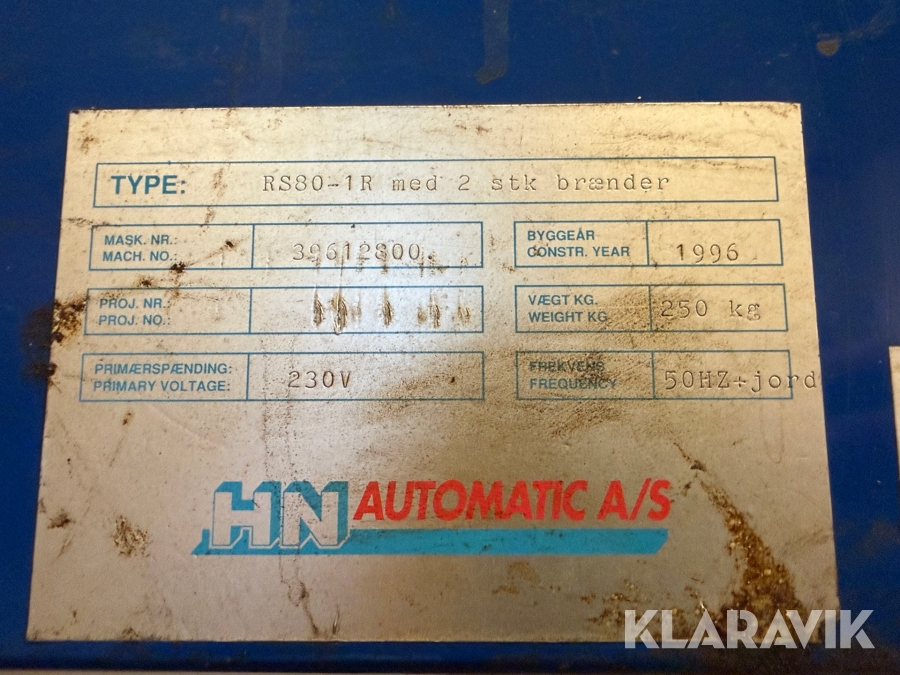 TYPE: RS80-1R med 2 stk brænder
MASK. NR.:
MACH. NO.: 39612800.
BYGGEÅR
CONSTR. YEAR 1996
PROJ. NR.:
PROJ. NO.:
VÆGT KG.
WEIGHT KG 250 kg
PRIMÆRSPÆNDING:
PRIMARY VOLTAGE: 230V
FREKVENS
FREQUENCY 50HZ+jord
HN AUTOMATIC A/S
KLARAVIK